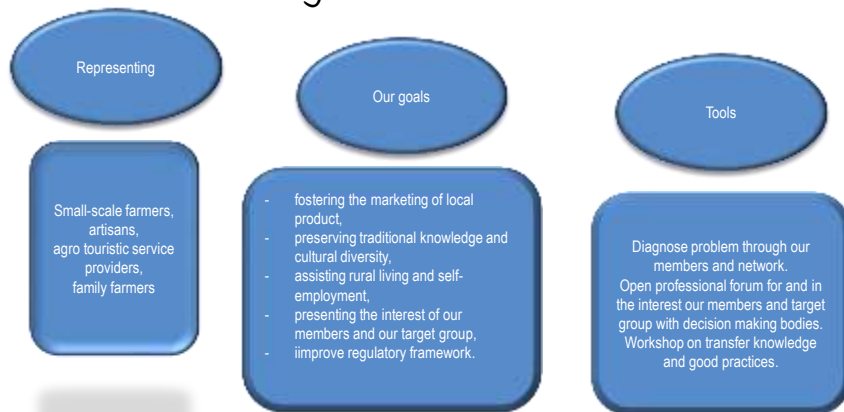 Representing
Small-scale farmers,
artisans,
agro touristic service
providers,
family farmers
Our goals
- fostering the marketing of local
product,
- preserving traditional knowledge and
cultural diversity,
- assisting rural living and self-
employment,
- presenting the interest of our
members and our target group,
- iimprove regulatory framework.
Tools
Diagnose problem through our
members and network.
Open professional forum for and in
the interest our members and target
group with decision making bodies.
Workshop on transfer knowledge
and good practices.